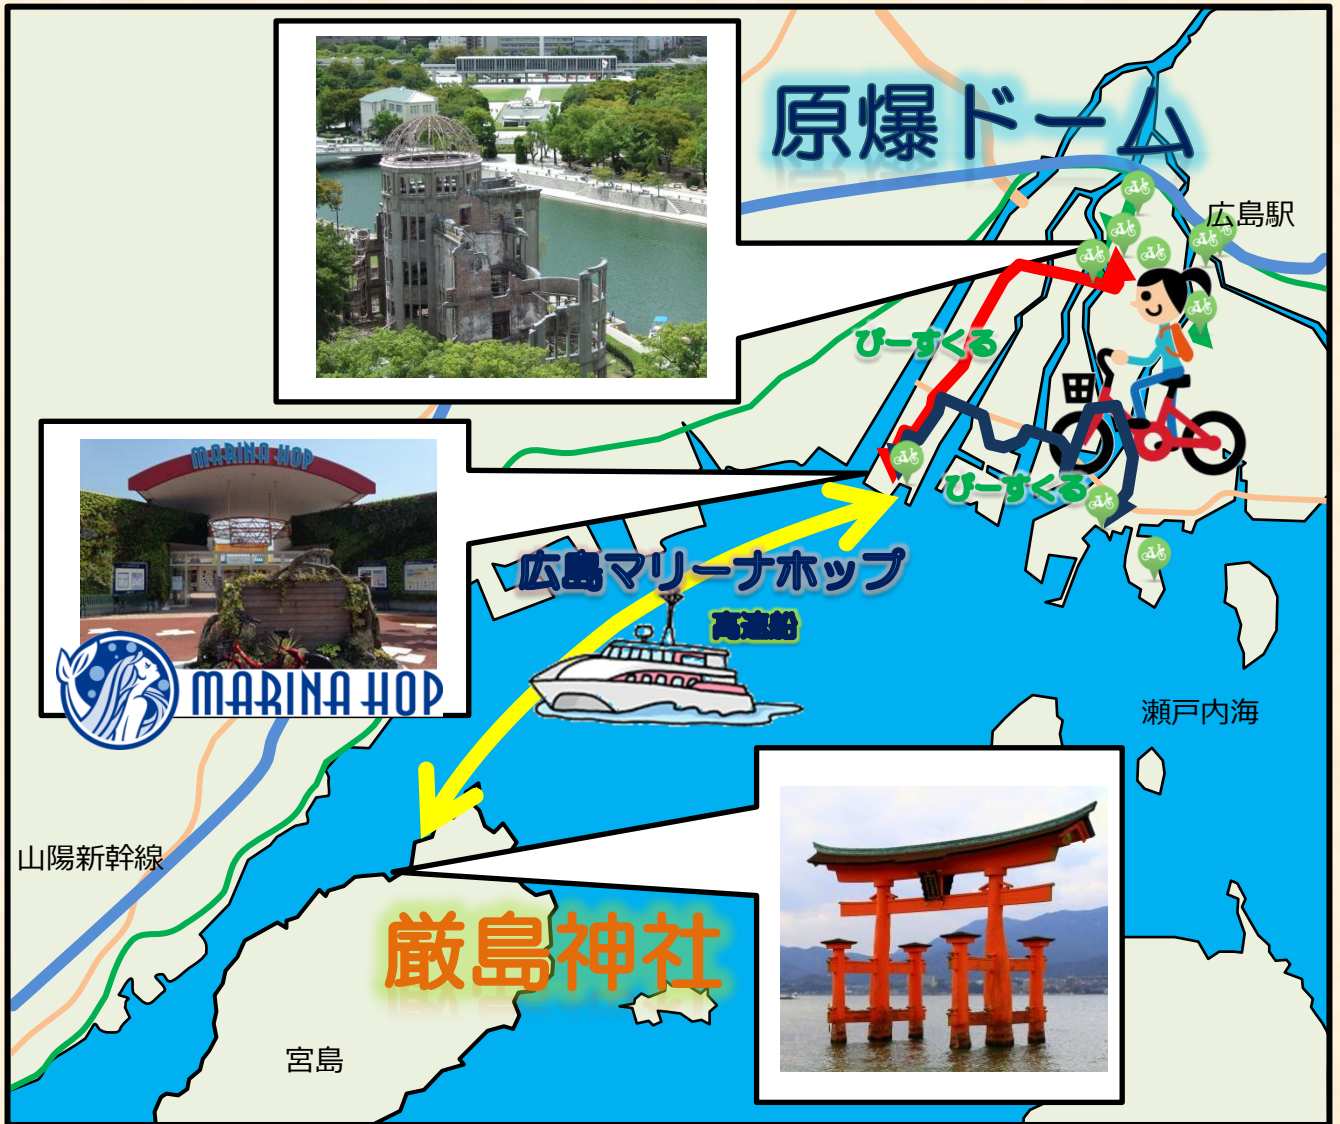 原爆ドーム
広島駅
ぴーすくる
MARINA HOP
ぴーすくる
広島マリーナホップ
高速船
MARINA HOP
瀬戸内海
山陽新幹線
厳島神社
宮島